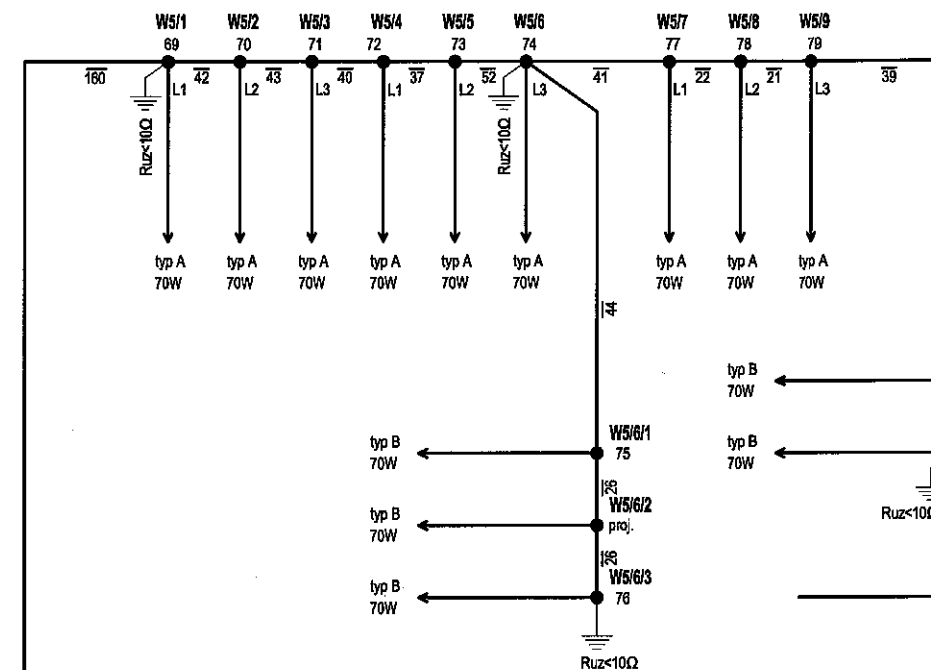 W5/1 W5/2 W5/3 W5/4 W5/5 W5/6 W5/7 W5/8 W5/9
69 70 71 72 73 74 77 78 79
160 42 43 40 37 52 41 22 21 39
L1 L2 L3 L1 L2 L3 L1 L2 L3
Ruz<10Ω Ruz<10Ω
typ A typ A typ A typ A typ A typ A typ A typ A typ A
70W 70W 70W 70W 70W 70W 70W 70W 70W
44
typ B
70W
W5/6/1
typ B
70W
75
typ B
70W
26
W5/6/2
typ B
70W
proj.
Ruz<10Ω
26
W5/6/3
typ B
70W
76
Ruz<10Ω